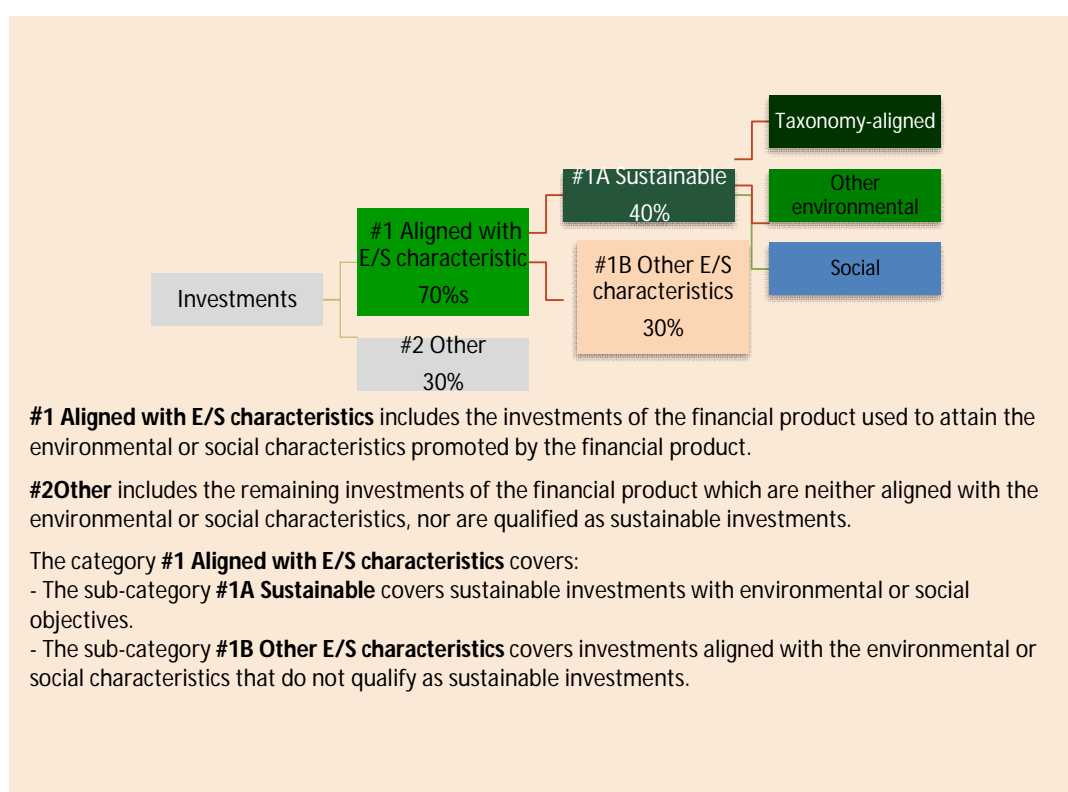 Taxonomy-aligned
#1A Sustainable
40%
Other
environmental
#1 Aligned with
E/S characteristic
70%s
#1B Other E/S
characteristics
30%
Social
Investments
#2 Other
30%
#1 Aligned with E/S characteristics includes the investments of the financial product used to attain the
environmental or social characteristics promoted by the financial product.
#2Other includes the remaining investments of the financial product which are neither aligned with the
environmental or social characteristics, nor are qualified as sustainable investments.
The category #1 Aligned with E/S characteristics covers:
- The sub-category #1A Sustainable covers sustainable investments with environmental or social
objectives.
- The sub-category #1B Other E/S characteristics covers investments aligned with the environmental or
social characteristics that do not qualify as sustainable investments.